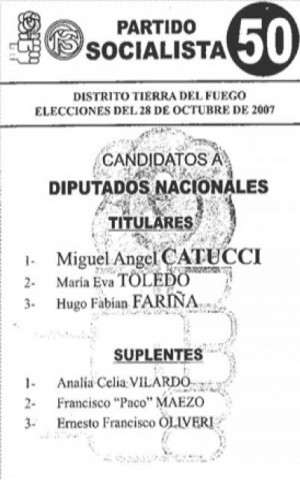 PARTIDO
SOCIALISTA
50
DISTRITO TIERRA DEL FUEGO
ELECCIONES DEL 28 DE OCTUBRE DE 2007
CANDIDATOS A
DIPUTADOS NACIONALES
TITULARES
1- Miguel Angel CATUCCI
2- María Eva TOLEDO
3- Hugo Fabian FARIÑA
SUPLENTES
1- Analía Celia VILARDO
2- Francisco "Paco" MAEZO
3- Ernesto Francisco OLIVERI